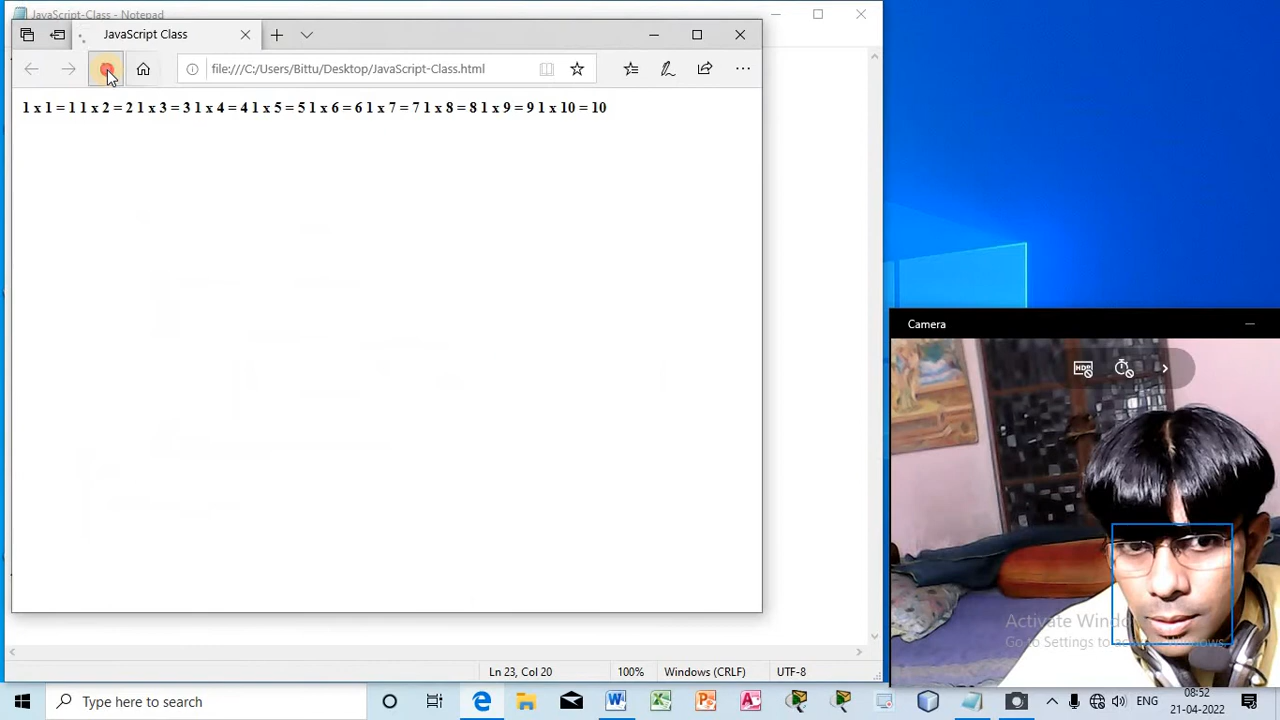 JavaScript-Class - Notepad
JavaScript Class
file:///C:/Users/Bittu/Desktop/JavaScript-Class.html
1 x 1 = 1 1 x 2 = 2 1 x 3 = 3 1 x 4 = 4 1 x 5 = 5 1 x 6 = 6 1 x 7 = 7 1 x 8 = 8 1 x 9 = 9 1 x 10 = 10
Camera
HDR
Activate Windo
Go to Settings to activate Windows.
Ln 23, Col 20
100%
Windows (CRLF)
UTF-8
Type here to search
ENG
08:52
21-04-2022